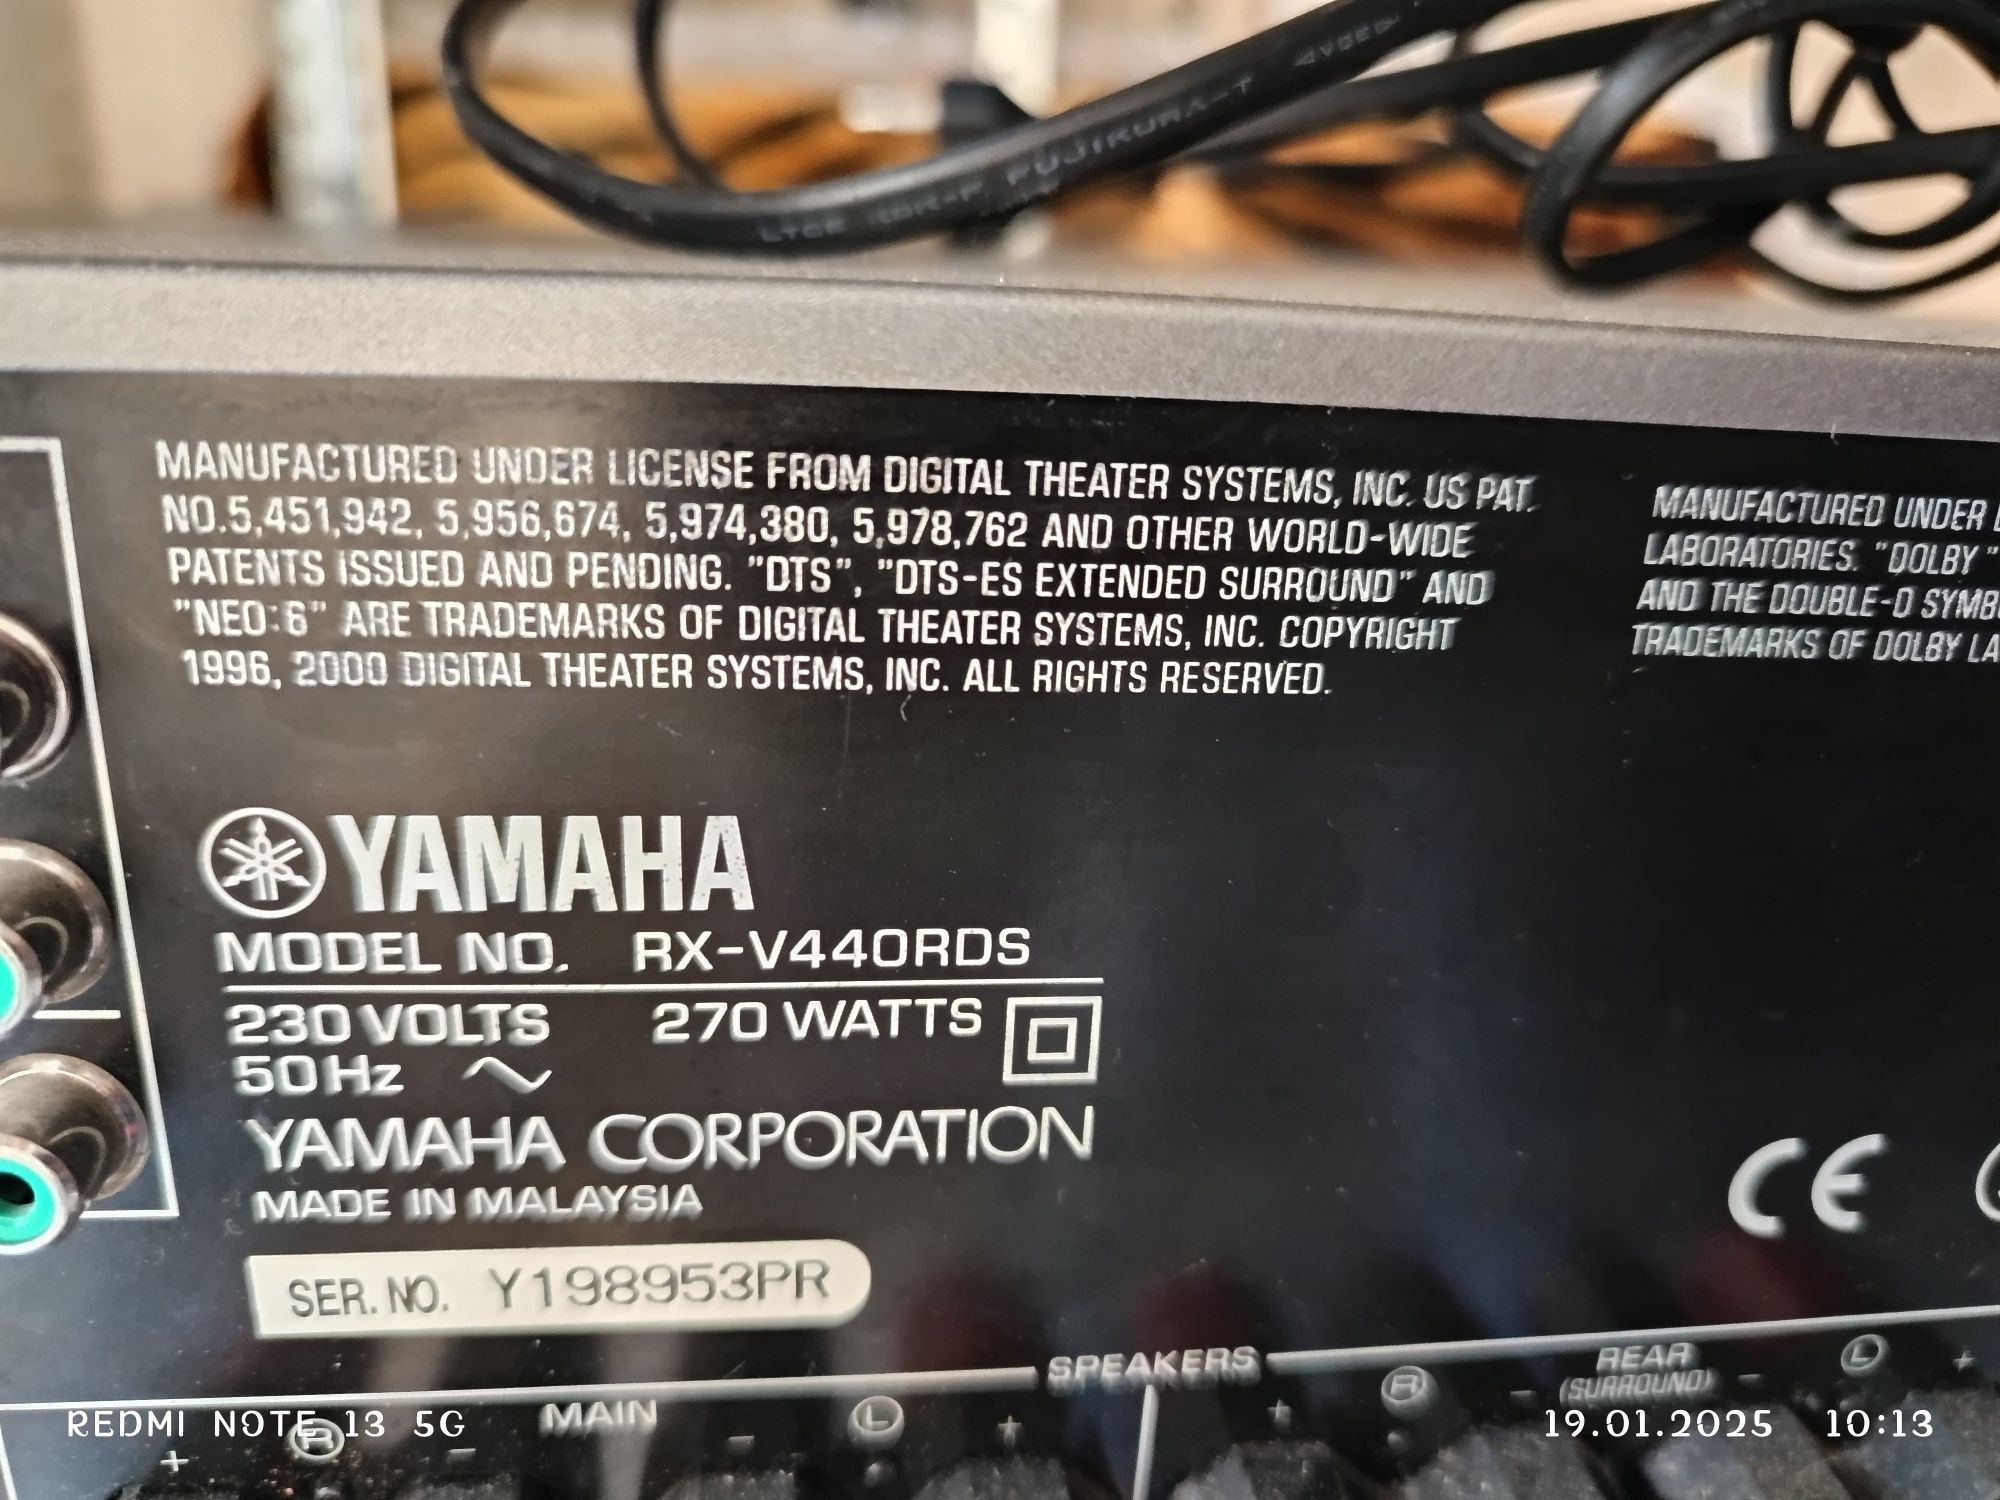 FUJIKURA-T
MANUFACTURED UNDER LICENSE FROM DIGITAL THEATER SYSTEMS, INC. US PAT.
NO.5,451,942, 5,956,674, 5,974,380, 5,978,762 AND OTHER WORLD-WIDE
PATENTS ISSUED AND PENDING. "DTS", "DTS-ES EXTENDED SURROUND" AND
"NEO:6" ARE TRADEMARKS OF DIGITAL THEATER SYSTEMS, INC. COPYRIGHT
1996, 2000 DIGITAL THEATER SYSTEMS, INC. ALL RIGHTS RESERVED.
MANUFACTURED UNDER
LABORATORIES. "DOLBY"
AND THE DOUBLE-D
TRADEMARKS OF DOLBY
YAMAHA
MODEL NO. RX-V440RDS
230 VOLTS 270 WATTS
50Hz
YAMAHA CORPORATION
MADE IN MALAYSIA
CE
SER. NO. Y198953PR
SPEAKERS
REAR
(SURROUND)
+ R - MAIN - L +
+ R - - L +
REDMI NOTE 13 5G
19.01.2025 10:13